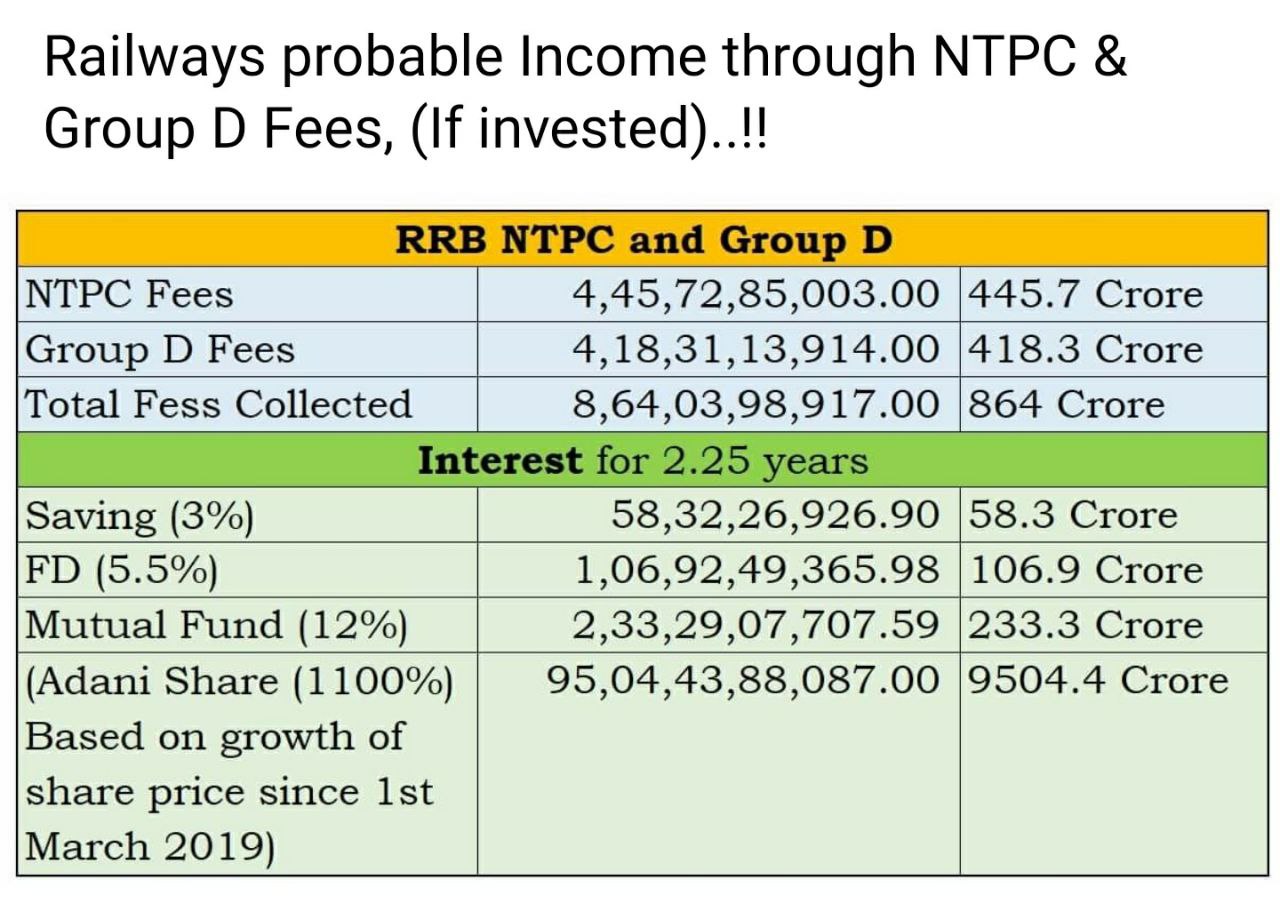 Railways probable Income through NTPC &
Group D Fees, (If invested)..!!
RRB NTPC and Group D
NTPC Fees 4,45,72,85,003.00 445.7 Crore
Group D Fees 4,18,31,13,914.00 418.3 Crore
Total Fess Collected 8,64,03,98,917.00 864 Crore
Interest for 2.25 years
Saving (3%) 58,32,26,926.90 58.3 Crore
FD (5.5%) 1,06,92,49,365.98 106.9 Crore
Mutual Fund (12%) 2,33,29,07,707.59 233.3 Crore
(Adani Share (1100%) 95,04,43,88,087.00 9504.4 Crore
Based on growth of
share price since 1st
March 2019)